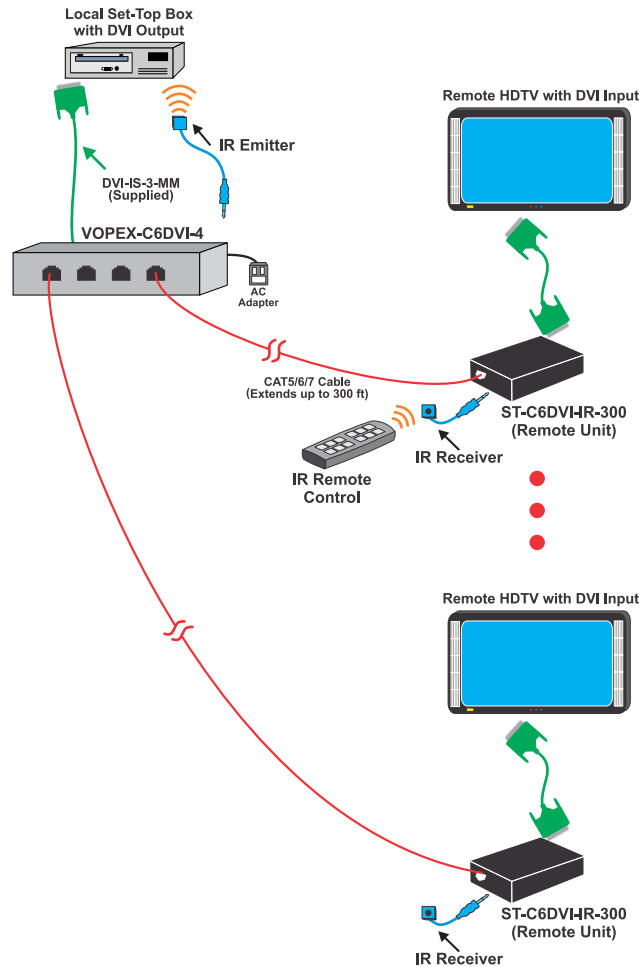 Local Set-Top Box
with DVI Output
IR Emitter
DVI-IS-3-MM
(Supplied)
VOPEX-C6DVI-4
AC
Adapter
Remote HDTV with DVI Input
CAT5/6/7 Cable
(Extends up to 300 ft)
ST-C6DVI-IR-300
(Remote Unit)
IR Receiver
IR Remote
Control
Remote HDTV with DVI Input
ST-C6DVI-IR-300
(Remote Unit)
IR Receiver